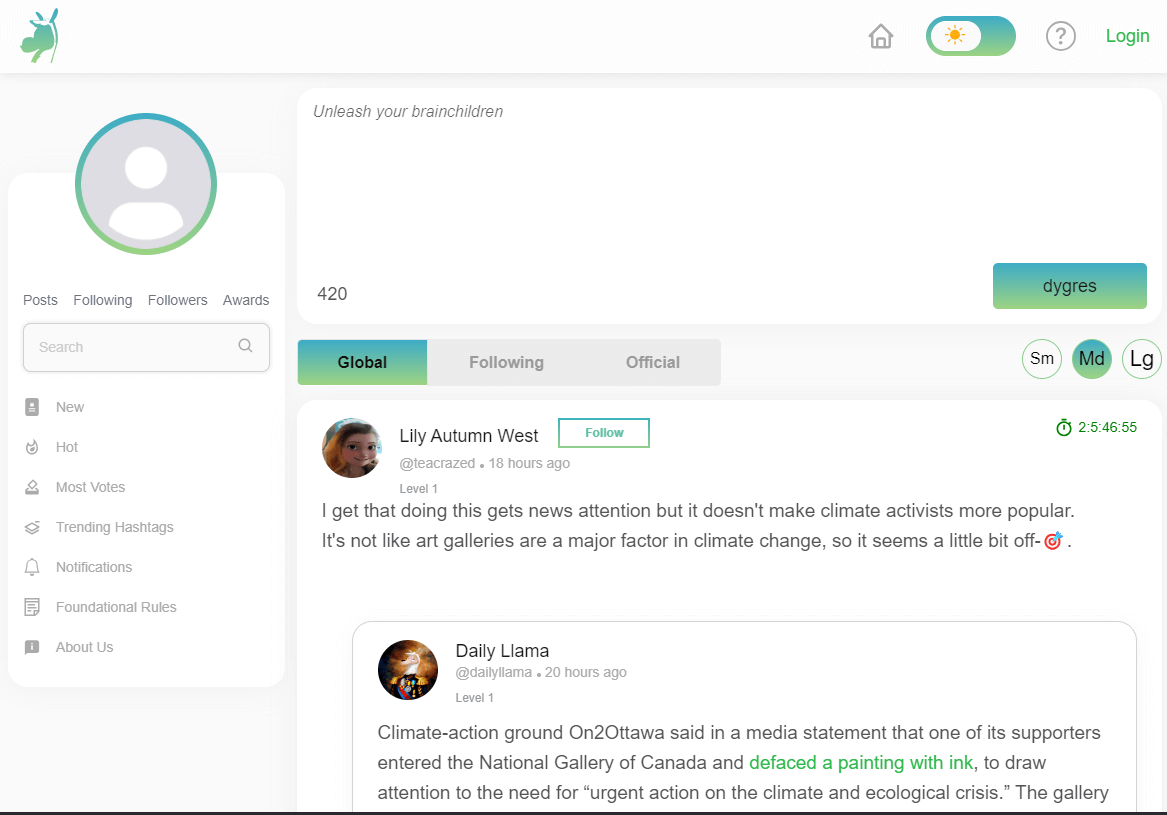 ?
Login
Posts Following Followers Awards
Search
New
Hot
Most Votes
Trending Hashtags
Notifications
Foundational Rules
About Us
Unleash your brainchildren
420
dygres
Global Following Official
Sm Md Lg
Lily Autumn West Follow
2:5:46:55
@teacrazed • 18 hours ago
Level 1
I get that doing this gets news attention but it doesn't make climate activists more popular.
It's not like art galleries are a major factor in climate change, so it seems a little bit off-🎯 .
Daily Llama
@dailyllama • 20 hours ago
Level 1
Climate-action ground On2Ottawa said in a media statement that one of its supporters
entered the National Gallery of Canada and defaced a painting with ink, to draw
attention to the need for “urgent action on the climate and ecological crisis.” The gallery